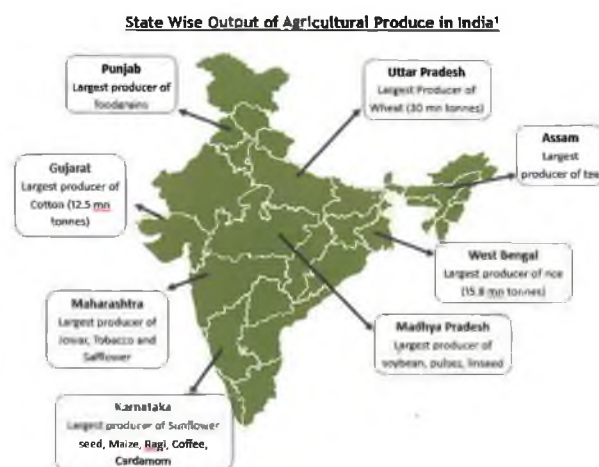 State Wise Output of Agricultural Produce in India¹
Punjab
Largest producer of
foodgrains
Uttar Pradesh
Largest Producer of
Wheat (30 mn tonnes)
Assam
Largest
producer of tea
Gujarat
Largest producer of
Cotton (12.5 mn
tonnes)
West Bengal
Largest producer of rice
(15.8 mn tonnes)
Maharashtra
Largest producer of
Jowar, Tobacco and
Safflower
Madhya Pradesh
Largest producer of
soybean, pulses, linseed
Karnataka
Largest producer of Sunflower
seed, Maize, Ragi, Coffee,
Cardamom